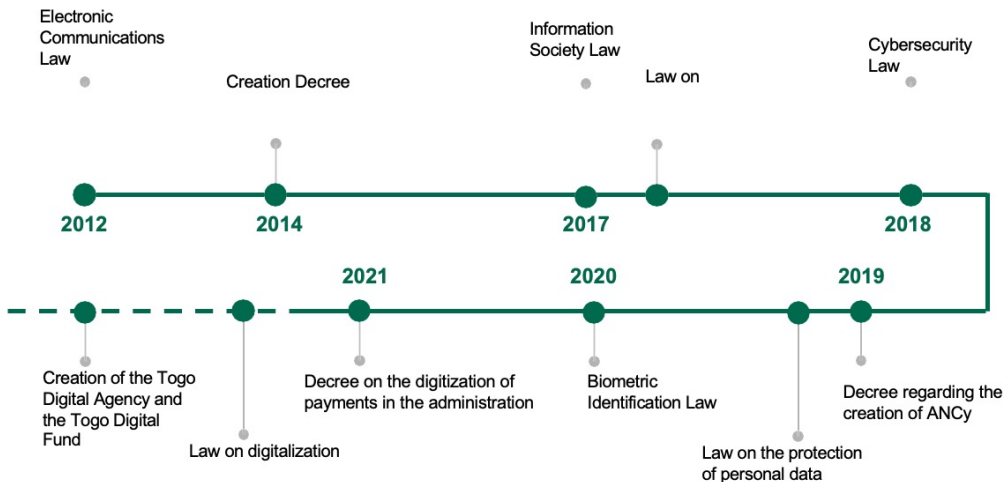 Electronic
Communications
Law
Creation Decree
Information
Society Law
Law on
Cybersecurity
Law
2012
2014
2017
2018
2021
2020
2019
Creation of the Togo
Digital Agency and
the Togo Digital
Fund
Law on digitalization
Decree on the digitization of
payments in the administration
Biometric
Identification Law
Law on the protection
of personal data
Decree regarding the
creation of ANCy